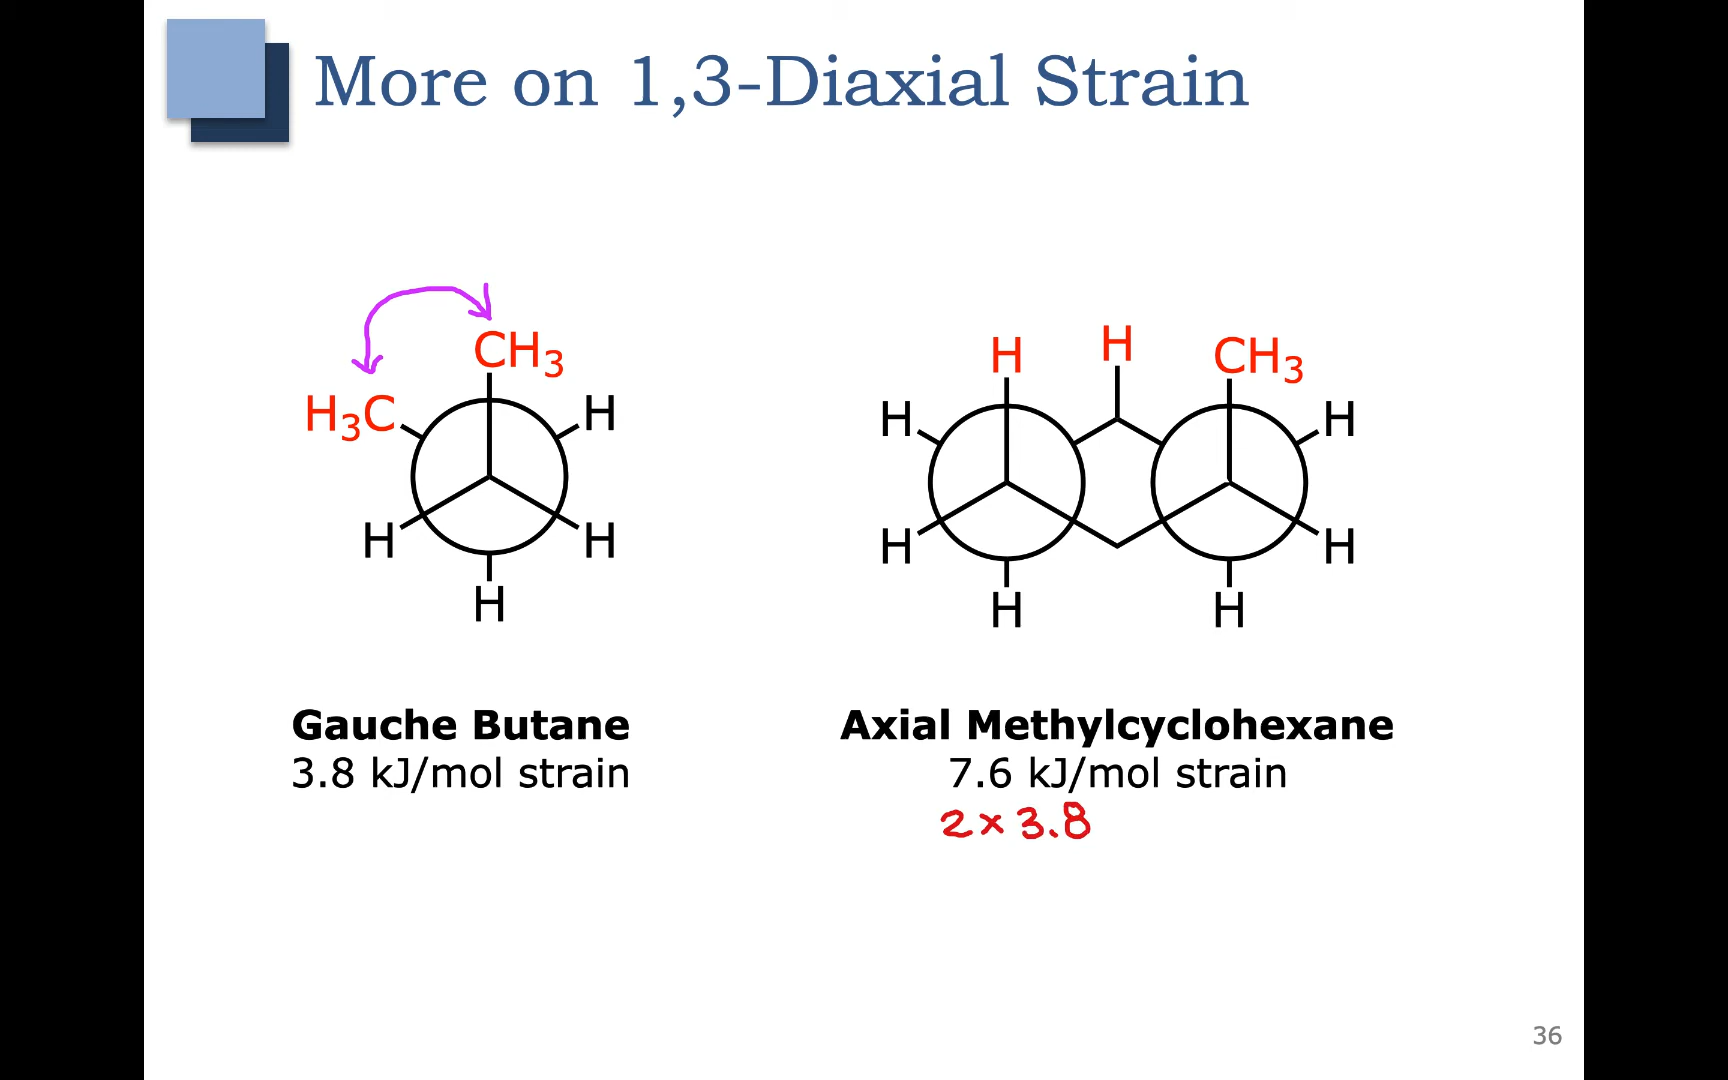 More on 1,3-Diaxial Strain
CH₃
H₃C
H
H
H
H
H
H
CH₃
H
H
H
H
H
H
Gauche Butane
3.8 kJ/mol strain
Axial Methylcyclohexane
7.6 kJ/mol strain
2 × 3.8
36